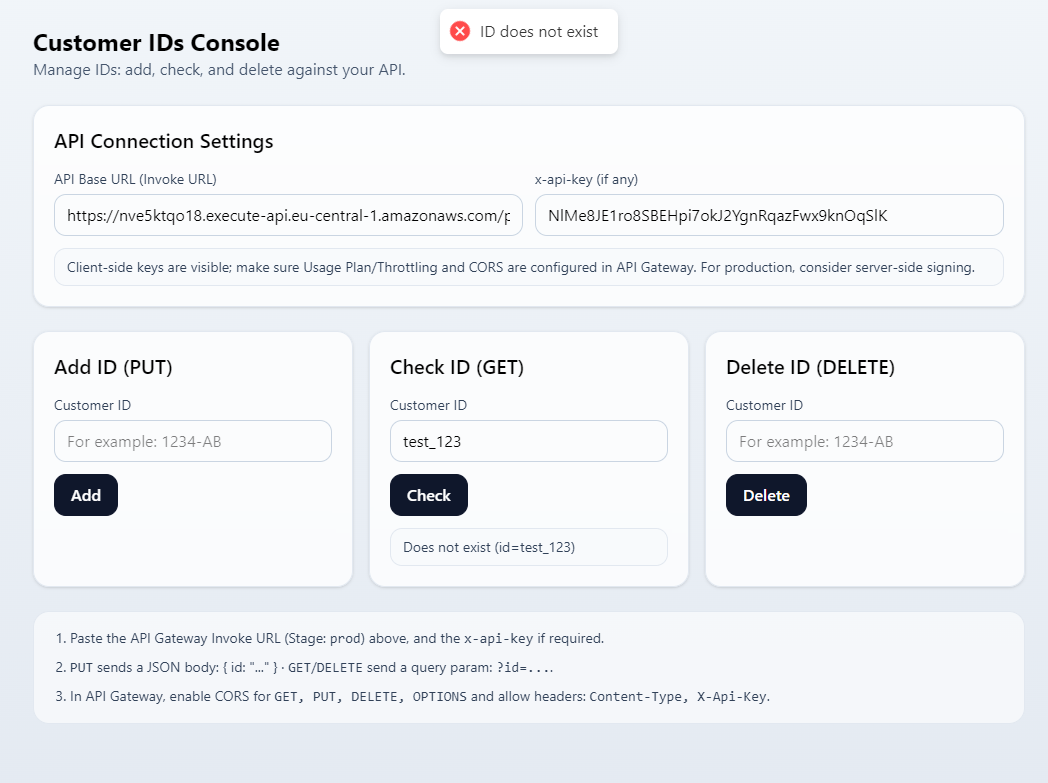 ID does not exist
Customer IDs Console
Manage IDs: add, check, and delete against your API.
API Connection Settings
API Base URL (Invoke URL)
x-api-key (if any)
https://nve5ktqo18.execute-api.eu-central-1.amazonaws.com/p
NlMe8JE1ro8SBEHpi7okJ2YgnRqazFwx9knOqSlK
Client-side keys are visible; make sure Usage Plan/Throttling and CORS are configured in API Gateway. For production, consider server-side signing.
Add ID (PUT)
Customer ID
For example: 1234-AB
Add
Check ID (GET)
Customer ID
test_123
Check
Does not exist (id=test_123)
Delete ID (DELETE)
Customer ID
For example: 1234-AB
Delete
1. Paste the API Gateway Invoke URL (Stage: prod) above, and the x-api-key if required.
2. PUT sends a JSON body: { id: "..." } · GET/DELETE send a query param: ?id=....
3. In API Gateway, enable CORS for GET, PUT, DELETE, OPTIONS and allow headers: Content-Type, X-Api-Key.